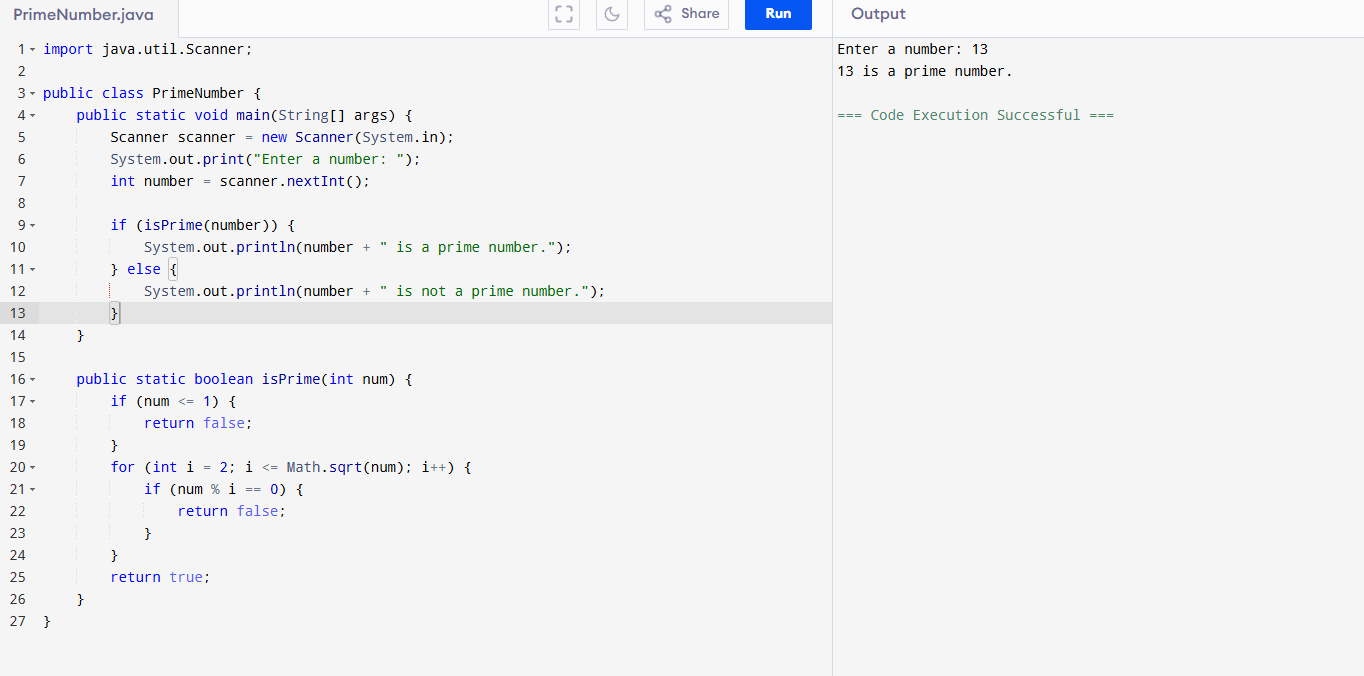 PrimeNumber.java
Share
Run
Output
1 import java.util.Scanner;
2
3 public class PrimeNumber {
4     public static void main(String[] args) {
5         Scanner scanner = new Scanner(System.in);
6         System.out.print("Enter a number: ");
7         int number = scanner.nextInt();
8
9         if (isPrime(number)) {
10             System.out.println(number + " is a prime number.");
11         } else {
12             System.out.println(number + " is not a prime number.");
13         }
14     }
15
16     public static boolean isPrime(int num) {
17         if (num <= 1) {
18             return false;
19         }
20         for (int i = 2; i <= Math.sqrt(num); i++) {
21             if (num % i == 0) {
22                 return false;
23             }
24         }
25         return true;
26     }
27 }
Enter a number: 13
13 is a prime number.
=== Code Execution Successful ===